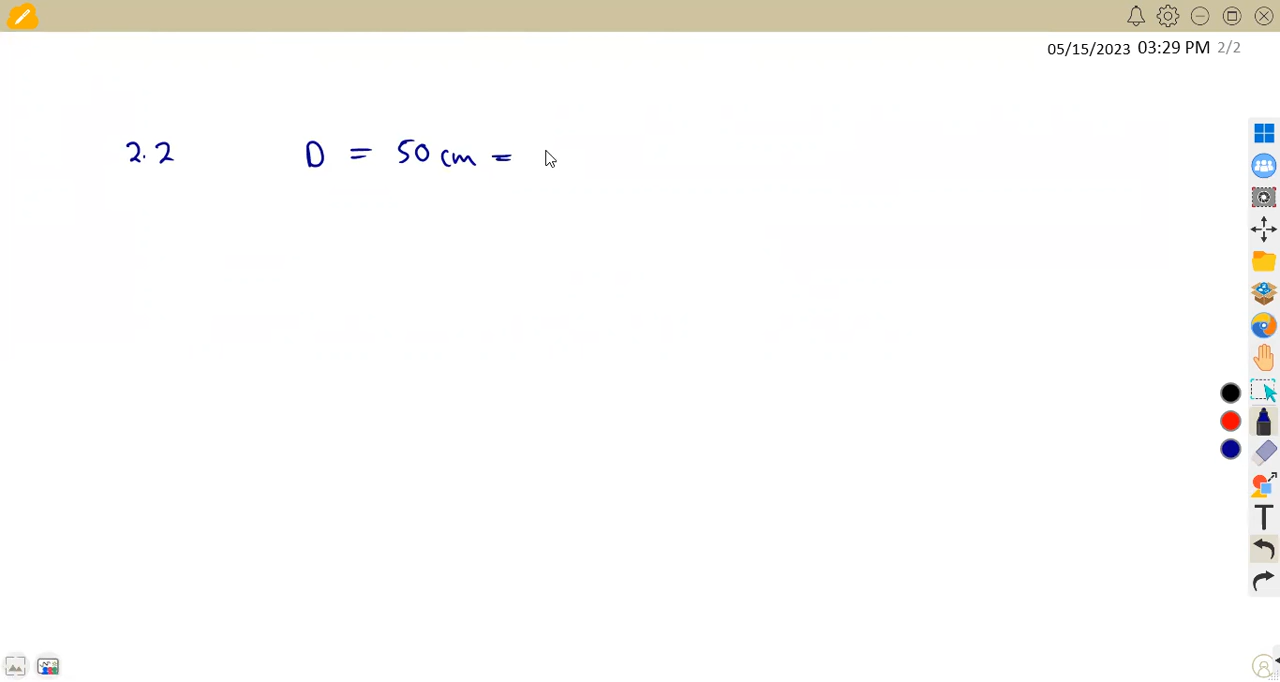 05/15/2023 03:29 PM 2/2
2.2 D = 50 cm =
T